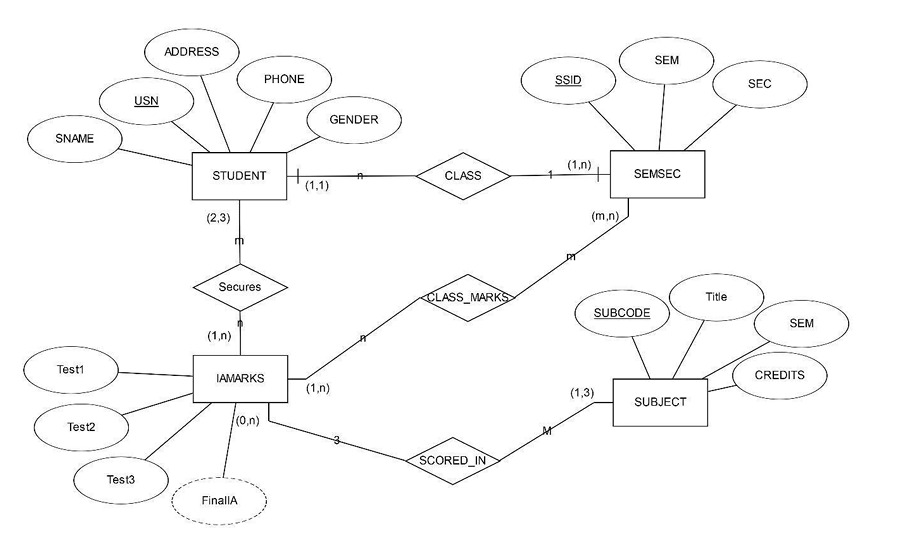 ADDRESS
PHONE
USN
GENDER
SNAME
STUDENT
(1,1)
n
CLASS
1
(1,n)
SSID
SEM
SEC
SEMSEC
(2,3)
m
Secures
n
(1,n)
(m,n)
m
CLASS_MARKS
n
(1,n)
IAMARKS
Test1
Test2
Test3
FinalIA
(0,n)
3
SCORED_IN
M
(1,3)
SUBJECT
SUBCODE
Title
SEM
CREDITS